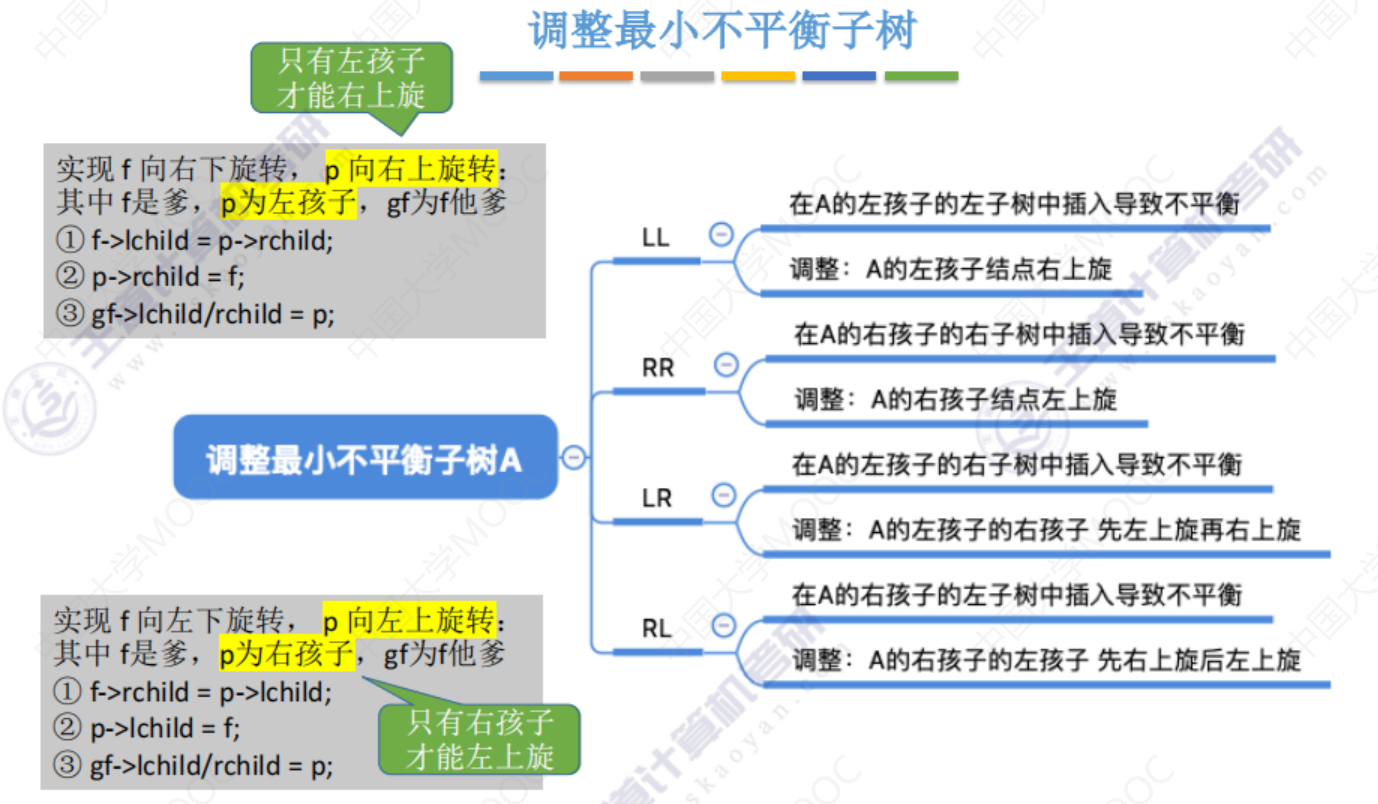 调整最小不平衡子树
只有左孩子
才能右上旋
实现 f 向右下旋转， p 向右上旋转：
其中 f是爹，p为左孩子，gf为f他爹
① f->lchild = p->rchild;
② p->rchild = f;
③ gf->lchild/rchild = p;
调整最小不平衡子树A
LL
在A的左孩子的左子树中插入导致不平衡
调整：A的左孩子结点右上旋
RR
在A的右孩子的右子树中插入导致不平衡
调整：A的右孩子结点左上旋
LR
在A的左孩子的右子树中插入导致不平衡
调整：A的左孩子的右孩子 先左上旋再右上旋
RL
在A的右孩子的左子树中插入导致不平衡
调整：A的右孩子的左孩子 先右上旋后左上旋
实现 f 向左下旋转， p 向左上旋转：
其中 f是爹，p为右孩子，gf为f他爹
① f->rchild = p->lchild;
② p->lchild = f;
③ gf->lchild/rchild = p;
只有右孩子
才能左上旋